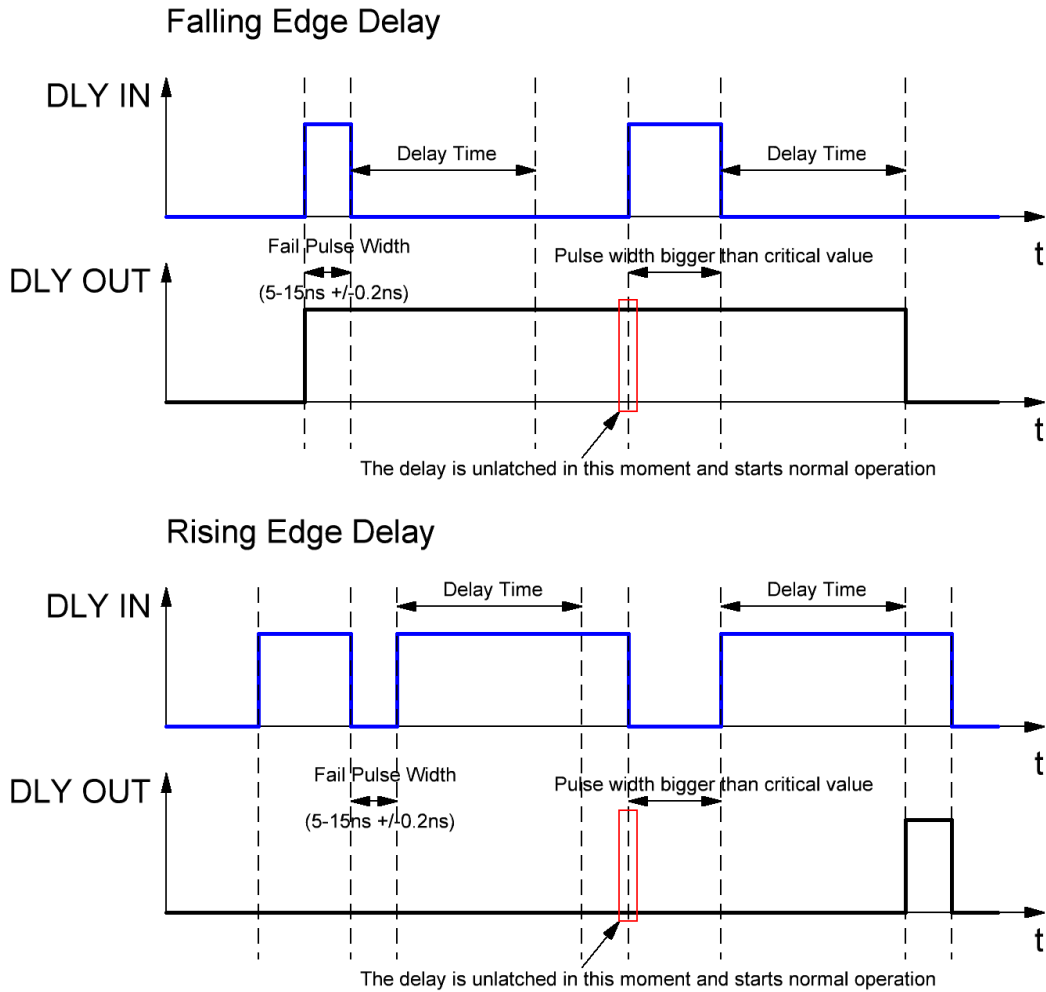 Falling Edge Delay
DLY IN
Delay Time
Delay Time
t
Fail Pulse Width
(5-15ns +/-0.2ns)
Pulse width bigger than critical value
DLY OUT
t
The delay is unlatched in this moment and starts normal operation
Rising Edge Delay
DLY IN
Delay Time
Delay Time
t
Fail Pulse Width
(5-15ns +/-0.2ns)
Pulse width bigger than critical value
DLY OUT
t
The delay is unlatched in this moment and starts normal operation